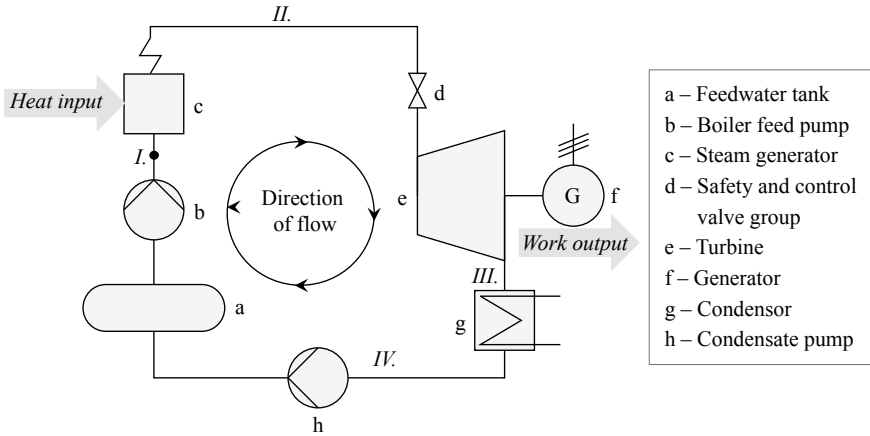 II.
d
Heat input
c
I.
b
Direction
of flow
e
G
f
Work output
III.
a
g
IV.
h
a – Feedwater tank
b – Boiler feed pump
c – Steam generator
d – Safety and control
valve group
e – Turbine
f – Generator
g – Condensor
h – Condensate pump